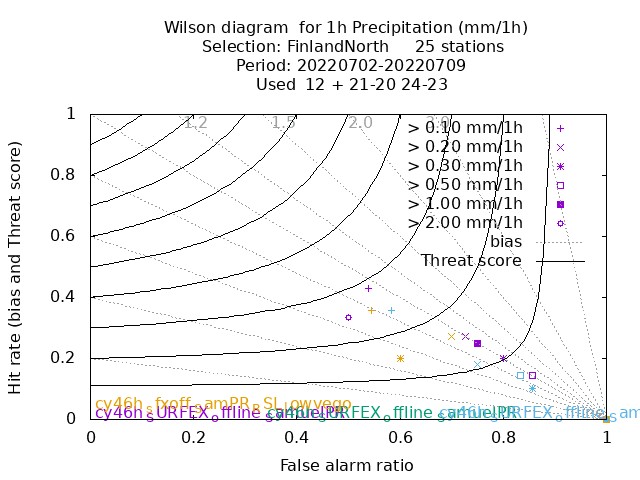 Wilson diagram  for 1h Precipitation (mm/1h)
Selection: FinlandNorth     25 stations
Period: 20220702-20220709
Used  12 + 21-20 24-23
1.2 1.5 2.0 3.0
> 0.10 mm/1h
> 0.20 mm/1h
> 0.30 mm/1h
> 0.50 mm/1h
> 1.00 mm/1h
> 2.00 mm/1h
bias
Threat score
Hit rate (bias and Threat score)
1
0.8
0.6
0.4
0.2
0
cy46h_sfxoff_samPR_RSL_lowvego
cy46h_sURFEX_offline_s
0 0.2 0.4 0.6 0.8 1
False alarm ratio